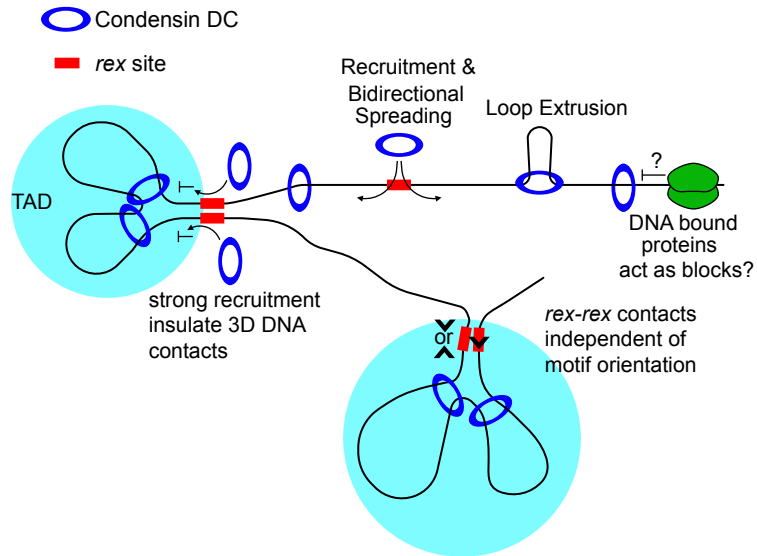 Condensin DC
rex site
Recruitment &
Bidirectional
Spreading
Loop Extrusion
?
TAD
DNA bound
proteins
act as blocks?
strong recruitment
insulate 3D DNA
contacts
or
rex-rex contacts
independent of
motif orientation